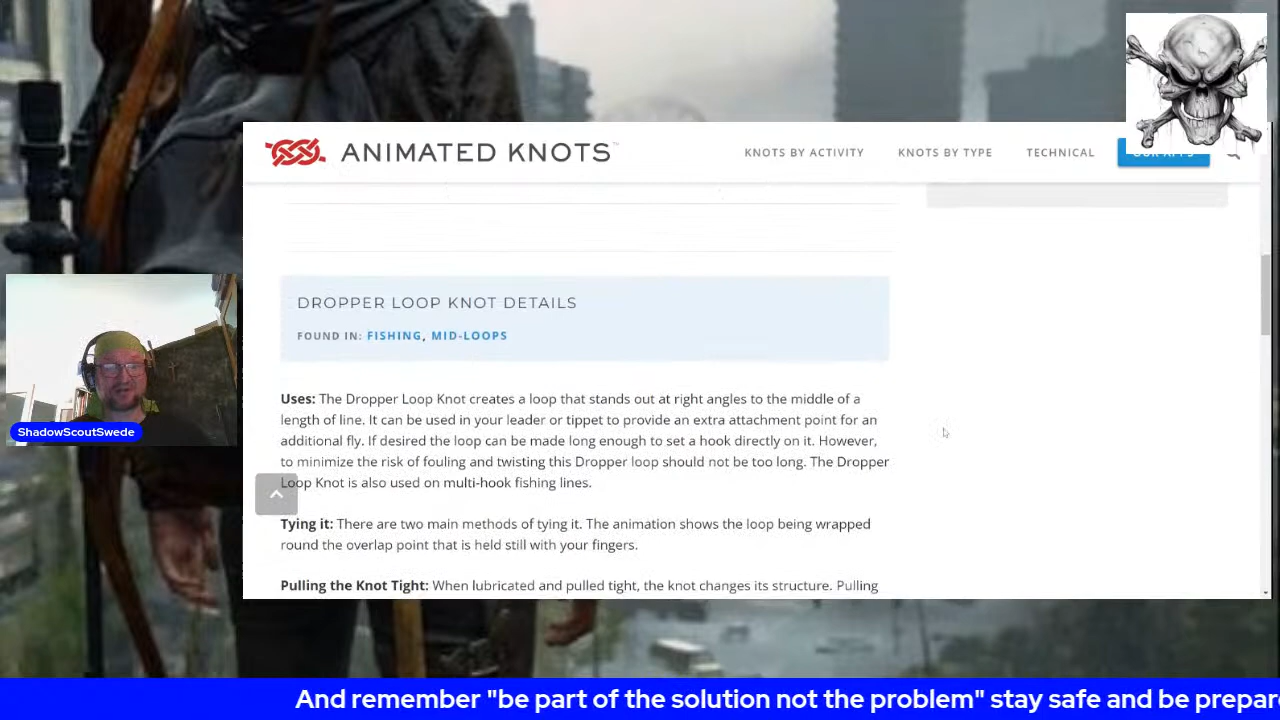 ANIMATED KNOTS™
KNOTS BY ACTIVITY
KNOTS BY TYPE
TECHNICAL
OUR APPS
DROPPER LOOP KNOT DETAILS
FOUND IN: FISHING, MID-LOOPS
Uses: The Dropper Loop Knot creates a loop that stands out at right angles to the middle of a
length of line. It can be used in your leader or tippet to provide an extra attachment point for an
additional fly. If desired the loop can be made long enough to set a hook directly on it. However,
to minimize the risk of fouling and twisting this Dropper loop should not be too long. The Dropper
Loop Knot is also used on multi-hook fishing lines.
Tying it: There are two main methods of tying it. The animation shows the loop being wrapped
round the overlap point that is held still with your fingers.
Pulling the Knot Tight: When lubricated and pulled tight, the knot changes its structure. Pulling
ShadowScoutSwede
And remember "be part of the solution not the problem" stay safe and be prepar